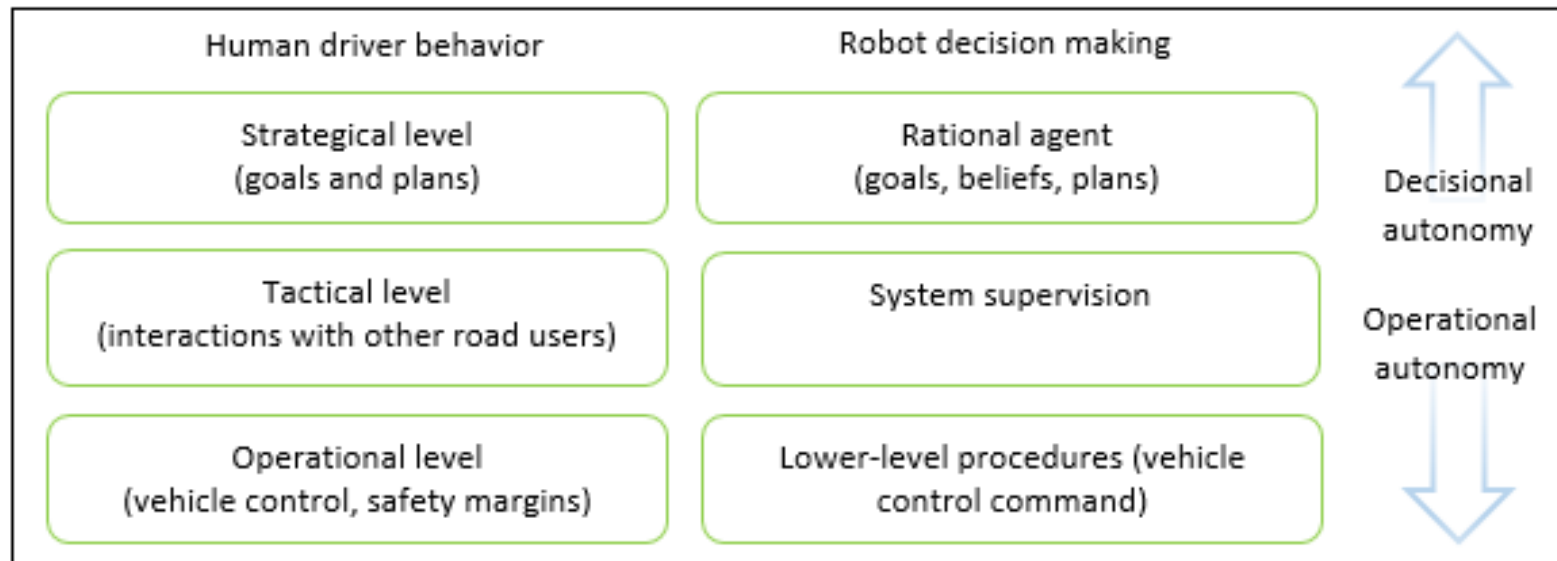 Human driver behavior
Robot decision making
Strategical level
(goals and plans)
Rational agent
(goals, beliefs, plans)
Decisional
autonomy
Tactical level
(interactions with other road users)
System supervision
Operational
autonomy
Operational level
(vehicle control, safety margins)
Lower-level procedures (vehicle
control command)